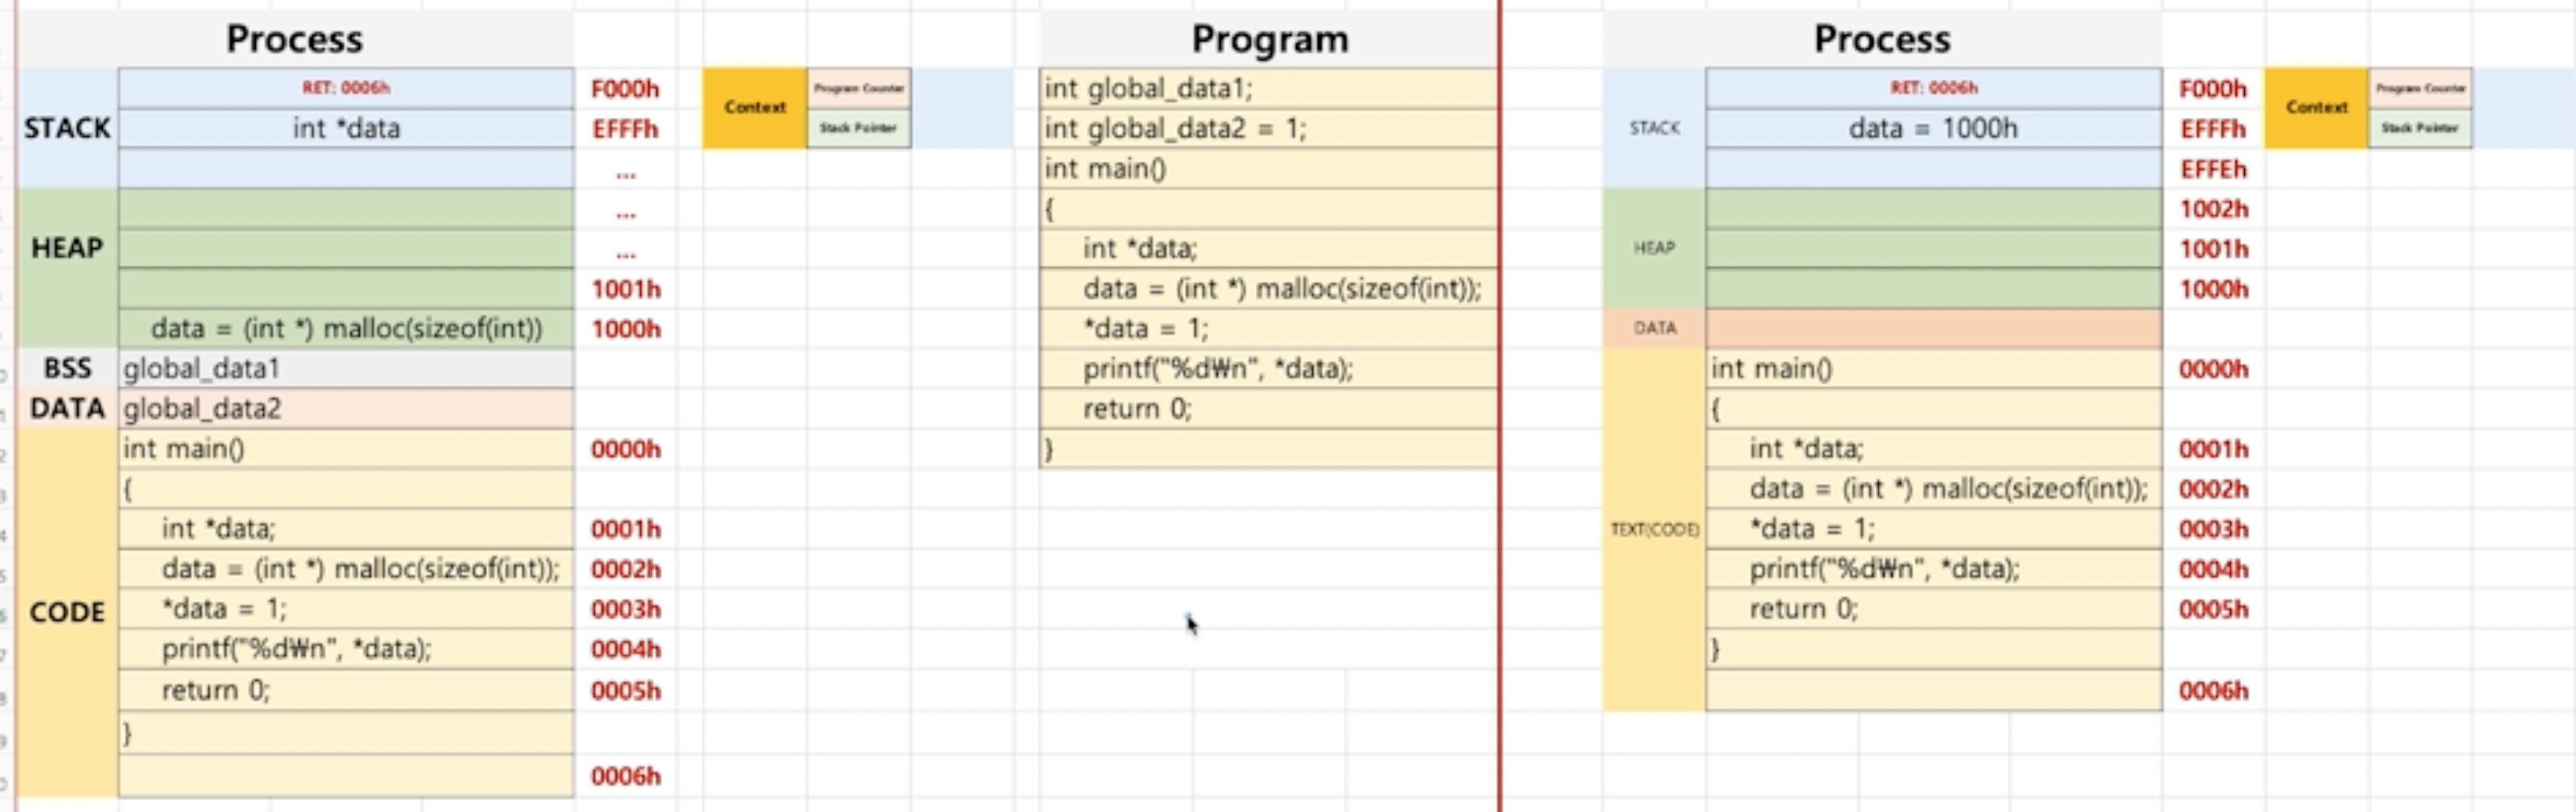 Process
STACK
RET: 0006h
F000h
int *data
EFFFh
...
HEAP
...
...
1001h
data = (int *) malloc(sizeof(int))
1000h
BSS
global_data1
DATA
global_data2
CODE
int main()
0000h
{
int *data;
0001h
data = (int *) malloc(sizeof(int));
0002h
*data = 1;
0003h
printf("%d₩n", *data);
0004h
return 0;
0005h
}
0006h
Context
Program Counter
Stack Pointer
Program
int global_data1;
int global_data2 = 1;
int main()
{
int *data;
data = (int *) malloc(sizeof(int));
*data = 1;
printf("%d₩n", *data);
return 0;
}
Process
STACK
RET: 0006h
F000h
data = 1000h
EFFFh
EFFEh
HEAP
1002h
1001h
1000h
DATA
TEXT(CODE)
int main()
0000h
{
int *data;
0001h
data = (int *) malloc(sizeof(int));
0002h
*data = 1;
0003h
printf("%d₩n", *data);
0004h
return 0;
0005h
}
0006h
Context
Program Counter
Stack Pointer